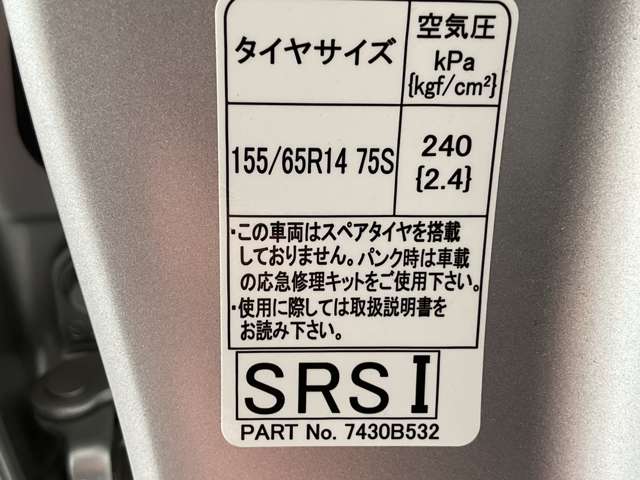 タイヤサイズ
空気圧
kPa
{kgf/cm²}
155/65R14 75S
240
{2.4}
・この車両はスペアタイヤを搭載
しておりません。パンク時は車載
の応急修理キットをご使用下さい。
・使用に際しては取扱説明書を
お読み下さい。
SRS I
PART No. 7430B532